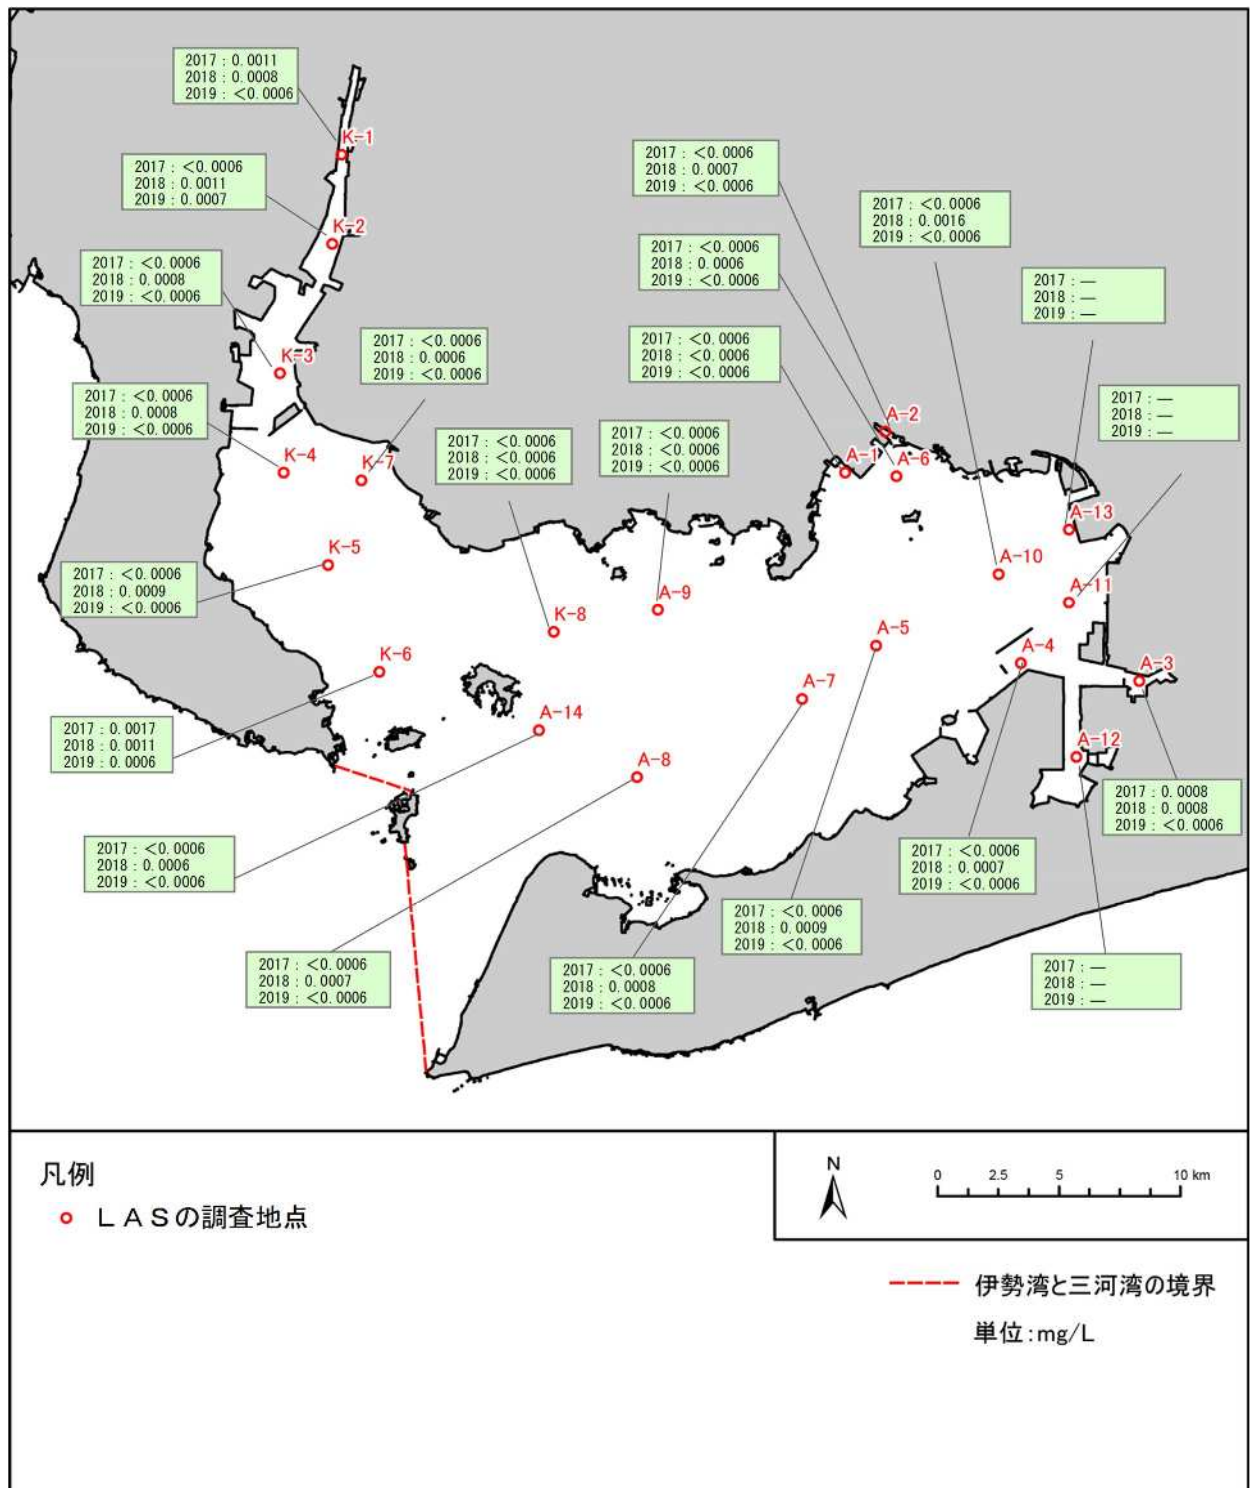 2017 : 0.0011
2018 : 0.0008
2019 : <0.0006
K-1
2017 : <0.0006
2018 : 0.0011
2019 : 0.0007
K-2
2017 : <0.0006
2018 : 0.0008
2019 : <0.0006
K-3
2017 : <0.0006
2018 : 0.0006
2019 : <0.0006
K-7
2017 : <0.0006
2018 : 0.0008
2019 : <0.0006
K-4
2017 : <0.0006
2018 : <0.0006
2019 : <0.0006
K-8
2017 : <0.0006
2018 : <0.0006
2019 : <0.0006
A-9
2017 : <0.0006
2018 : 0.0007
2019 : <0.0006
A-2
2017 : <0.0006
2018 : 0.0006
2019 : <0.0006
A-6
2017 : <0.0006
2018 : <0.0006
2019 : <0.0006
A-1
2017 : <0.0006
2018 : 0.0016
2019 : <0.0006
A-10
2017 : —
2018 : —
2019 : —
A-13
2017 : —
2018 : —
2019 : —
A-11
K-5
2017 : <0.0006
2018 : 0.0009
2019 : <0.0006
K-6
2017 : 0.0017
2018 : 0.0011
2019 : 0.0006
A-14
2017 : <0.0006
2018 : 0.0006
2019 : <0.0006
A-8
2017 : <0.0006
2018 : 0.0007
2019 : <0.0006
A-7
2017 : <0.0006
2018 : 0.0008
2019 : <0.0006
A-5
2017 : <0.0006
2018 : 0.0009
2019 : <0.0006
A-4
2017 : <0.0006
2018 : 0.0007
2019 : <0.0006
A-3
2017 : 0.0008
2018 : 0.0008
2019 : <0.0006
A-12
2017 : —
2018 : —
2019 : —
凡例
LASの調査地点
N
0 2.5 5 10 km
伊勢湾と三河湾の境界
単位:mg/L